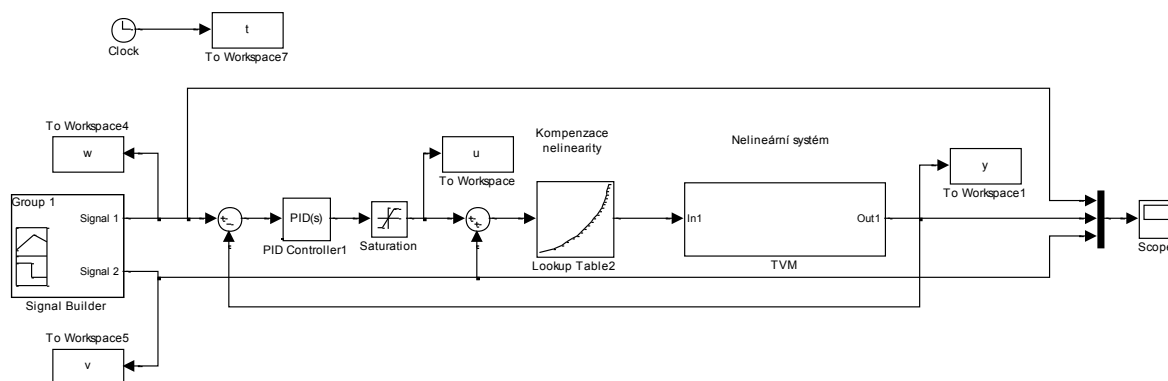 t
Clock
To Workspace7
To Workspace4
w
Kompenzace
nelinearity
Nelineární systém
u
To Workspace
y
To Workspace1
Group 1
Signal 1
Signal 2
Signal Builder
PID(s)
PID Controller1
Saturation
Lookup Table2
In1
Out1
TVM
Scope
To Workspace5
v